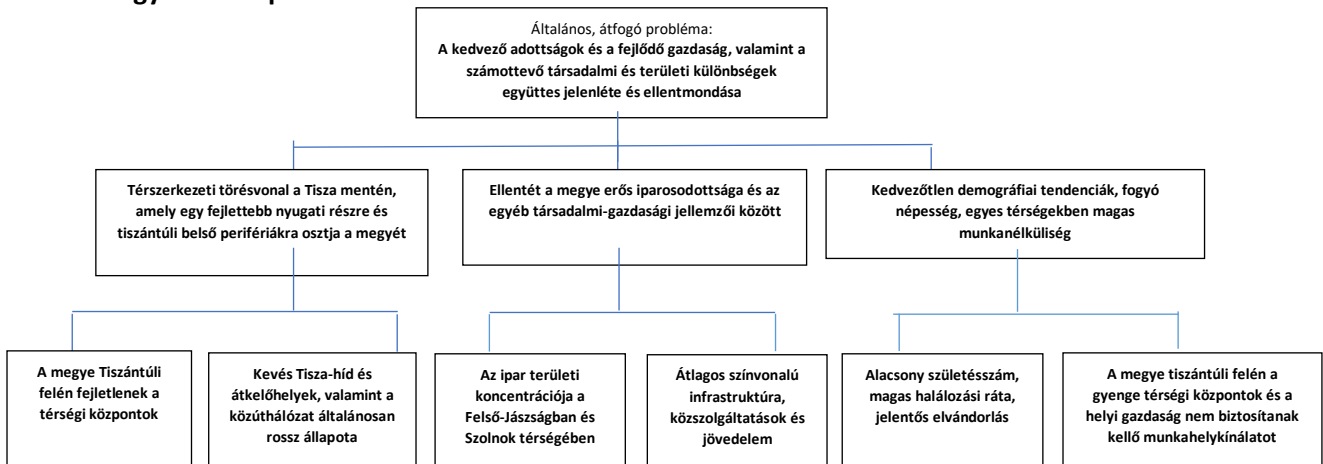 Általános, átfogó probléma:
A kedvező adottságok és a fejlődő gazdaság, valamint a
számottevő társadalmi és területi különbségek
együttes jelenléte és ellentmondása
Térszerkezeti törésvonal a Tisza mentén,
amely egy fejlettebb nyugati részre és
tiszántúli belső perifériákra osztja a megyét
Ellentét a megye erős iparosodottsága és az
egyéb társadalmi-gazdasági jellemzői között
Kedvezőtlen demográfiai tendenciák, fogyó
népesség, egyes térségekben magas
munkanélküliség
A megye Tiszántúli
felén fejletlenek a
térségi központok
Kevés Tisza-híd és
átkelőhelyek, valamint a
közúthálózat általánosan
rossz állapota
Az ipar területi
koncentrációja a
Felső-Jászságban és
Szolnok térségében
Átlagos színvonalú
infrastruktúra,
közszolgáltatások és
jövedelem
Alacsony születésszám,
magas halálozási ráta,
jelentős elvándorlás
A megye tiszántúli felén a
gyenge térségi központok és a
helyi gazdaság nem biztosítanak
kellő munkahelykínálatot